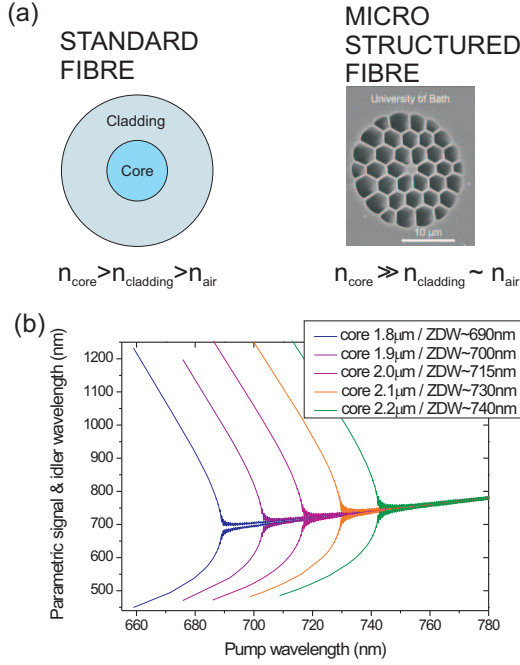 (a)
STANDARD
FIBRE
MICRO
STRUCTURED
FIBRE
Cladding
Core
University of Bath
10 μm
n_core>n_cladding>n_air
n_core ≫ n_cladding ~ n_air
(b)
core 1.8μm / ZDW~690nm
core 1.9μm / ZDW~700nm
core 2.0μm / ZDW~715nm
core 2.1μm / ZDW~730nm
core 2.2μm / ZDW~740nm
Parametric signal & idler wavelength (nm)
1200
1100
1000
900
800
700
600
500
660
680
700
720
740
760
780
Pump wavelength (nm)